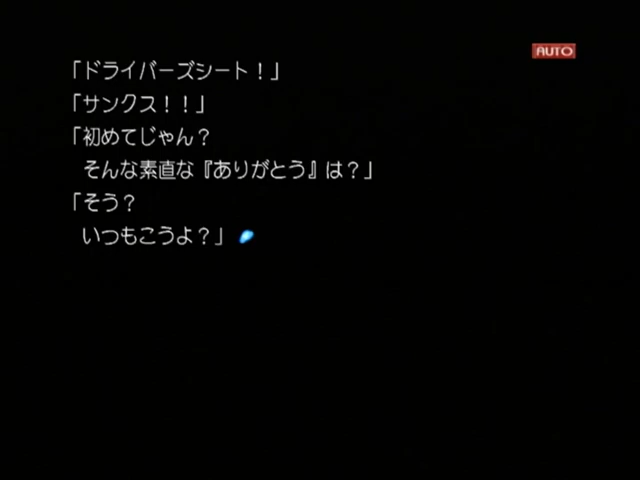 AUTO
「ドライバーズシート！」
「サンクス！！」
「初めてじゃん？
そんな素直な『ありがとう』は？」
「そう？
いつもこうよ？」